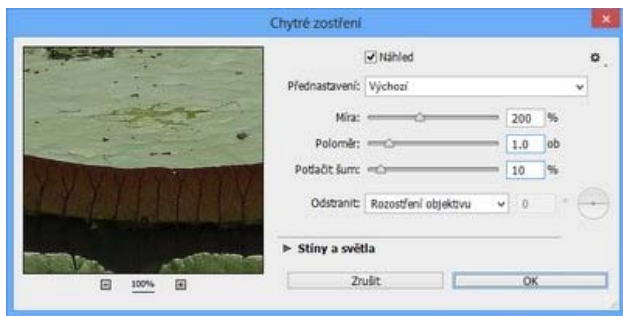 Chytré zostření
Náhled
Přednastavení: Výchozí
Míra: 200 %
Poloměr: 1.0 ob
Potlačit šum: 10 %
Odstranit: Rozostření objektivu 0 °
Stíny a světla
100%
Zrušit OK